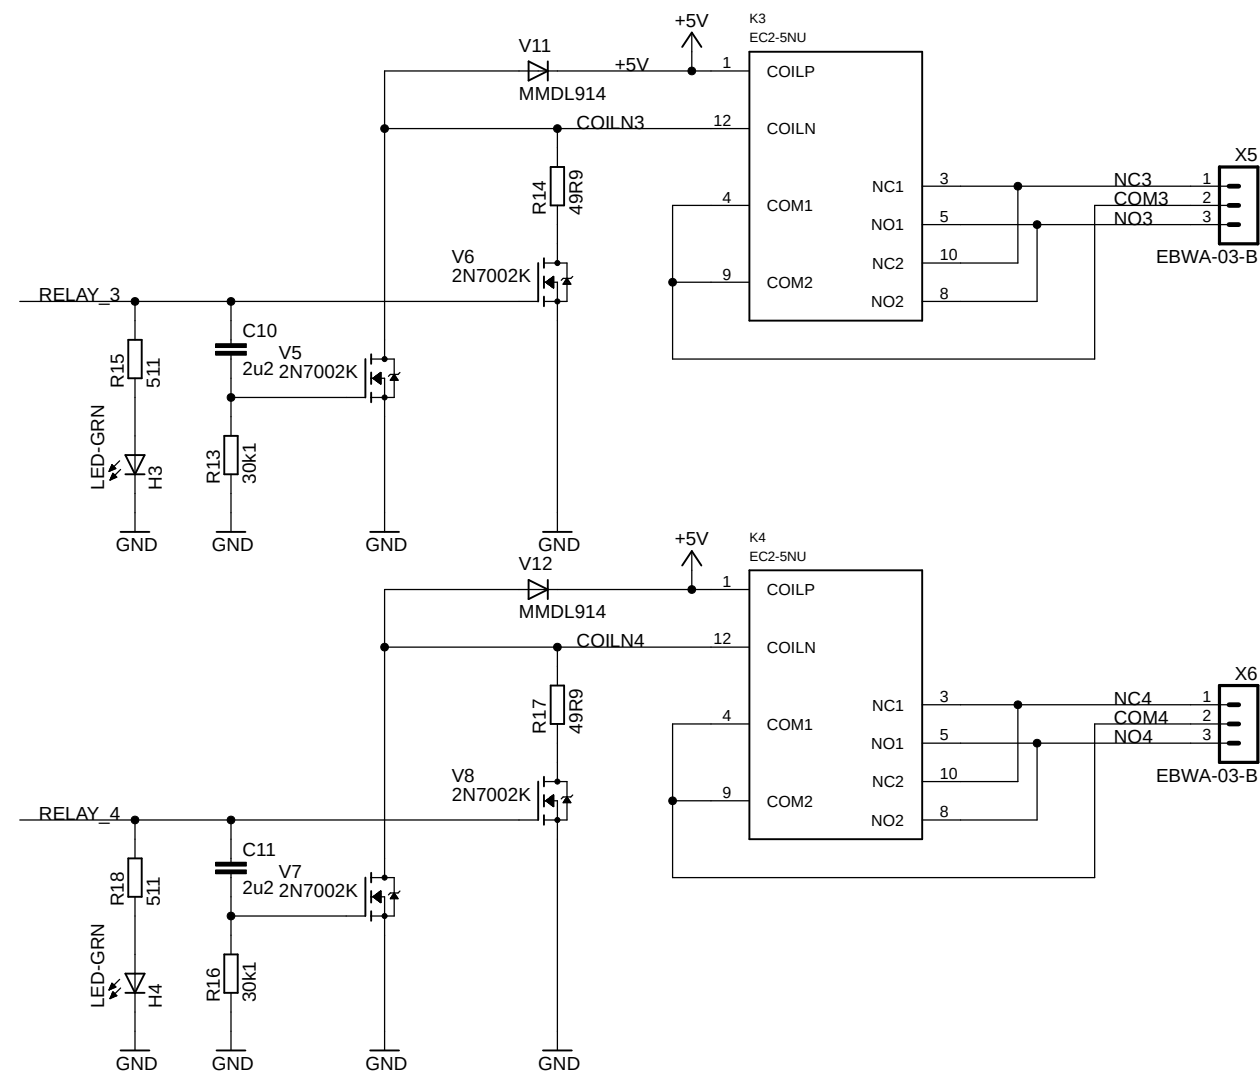 +5V
K3
EC2-5NU
V11
+5V
1
COILP
MMDL914
COILN3
12
COILN
R14
49R9
X5
NC1
3
NC3
1
4
COM1
COM3
2
NO1
5
NO3
3
V6
2N7002K
NC2
10
EBWA-03-B
9
COM2
RELAY_3
NO2
8
C10
2u2
V5
2N7002K
R15
511
LED-GRN
H3
R13
30k1
GND
GND
GND
GND
+5V
K4
EC2-5NU
V12
1
COILP
MMDL914
COILN4
12
COILN
R17
49R9
X6
NC1
3
NC4
1
4
COM1
COM4
2
NO1
5
NO4
3
V8
2N7002K
NC2
10
EBWA-03-B
9
COM2
RELAY_4
NO2
8
C11
2u2
V7
2N7002K
R18
511
LED-GRN
H4
R16
30k1
GND
GND
GND
GND